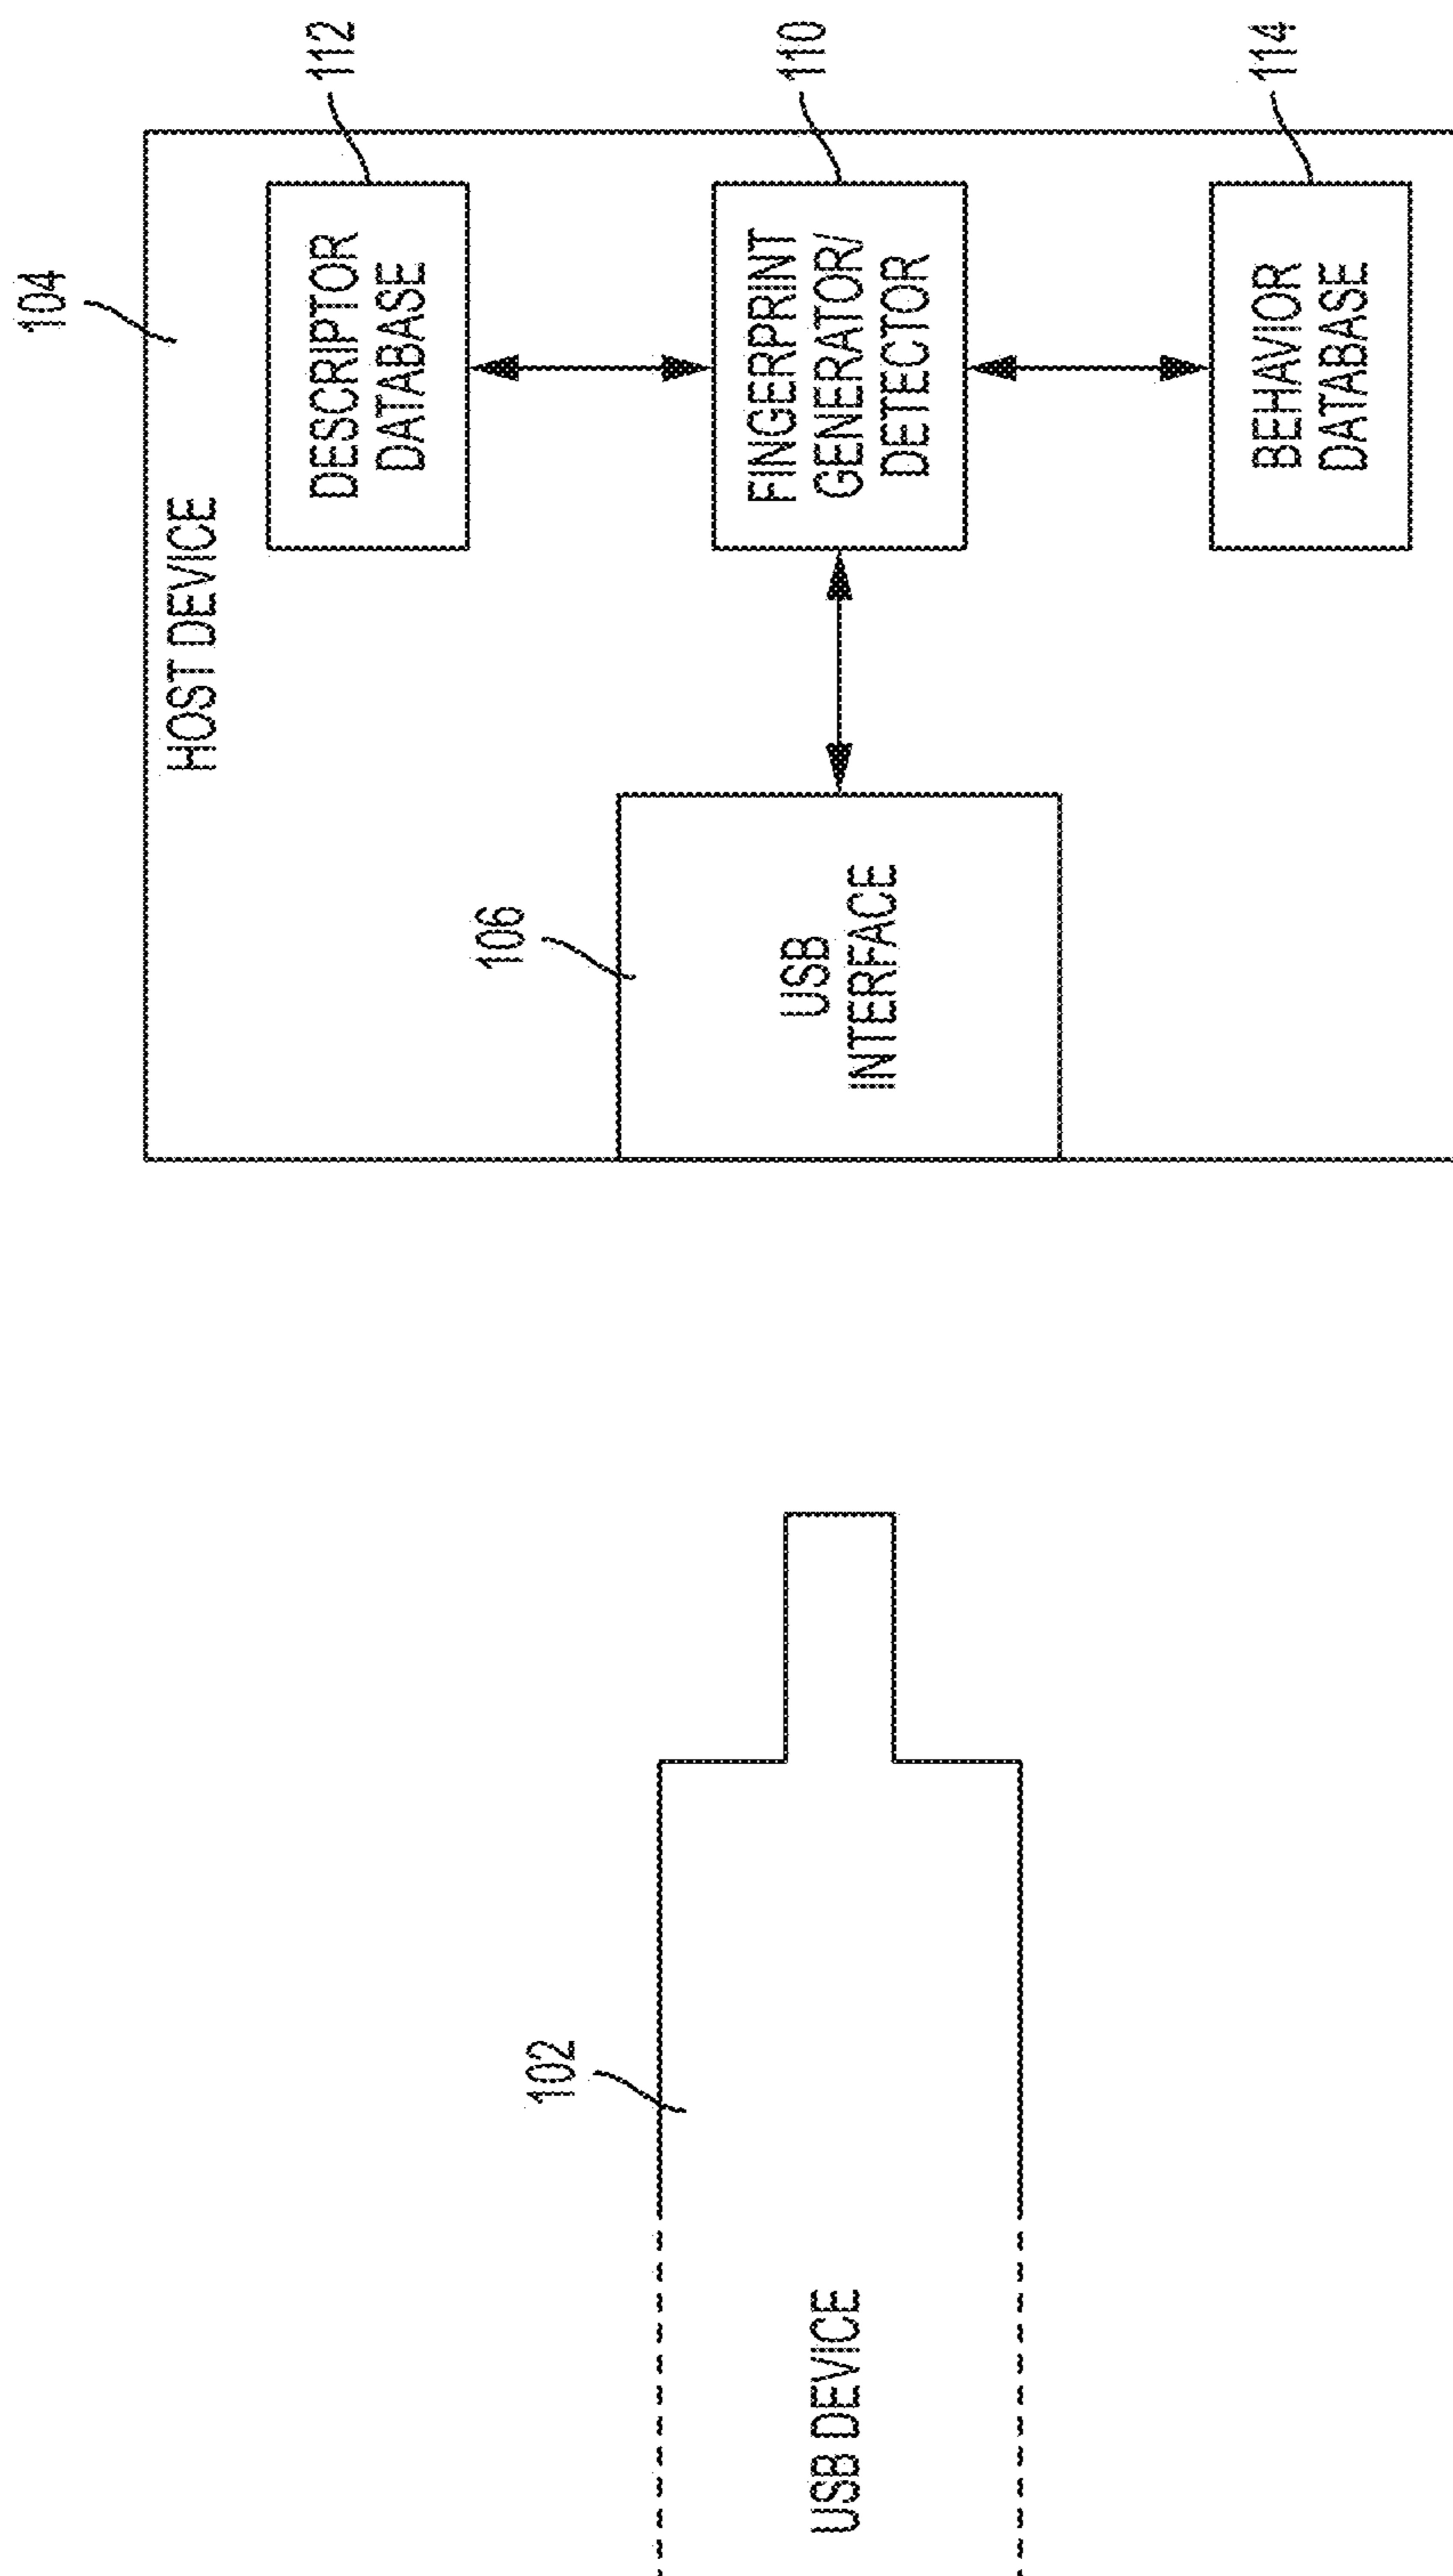 104
HOST DEVICE
112
DESCRIPTOR
DATABASE
106
USB
INTERFACE
110
FINGERPRINT
GENERATOR/
DETECTOR
102
USB DEVICE
114
BEHAVIOR
DATABASE